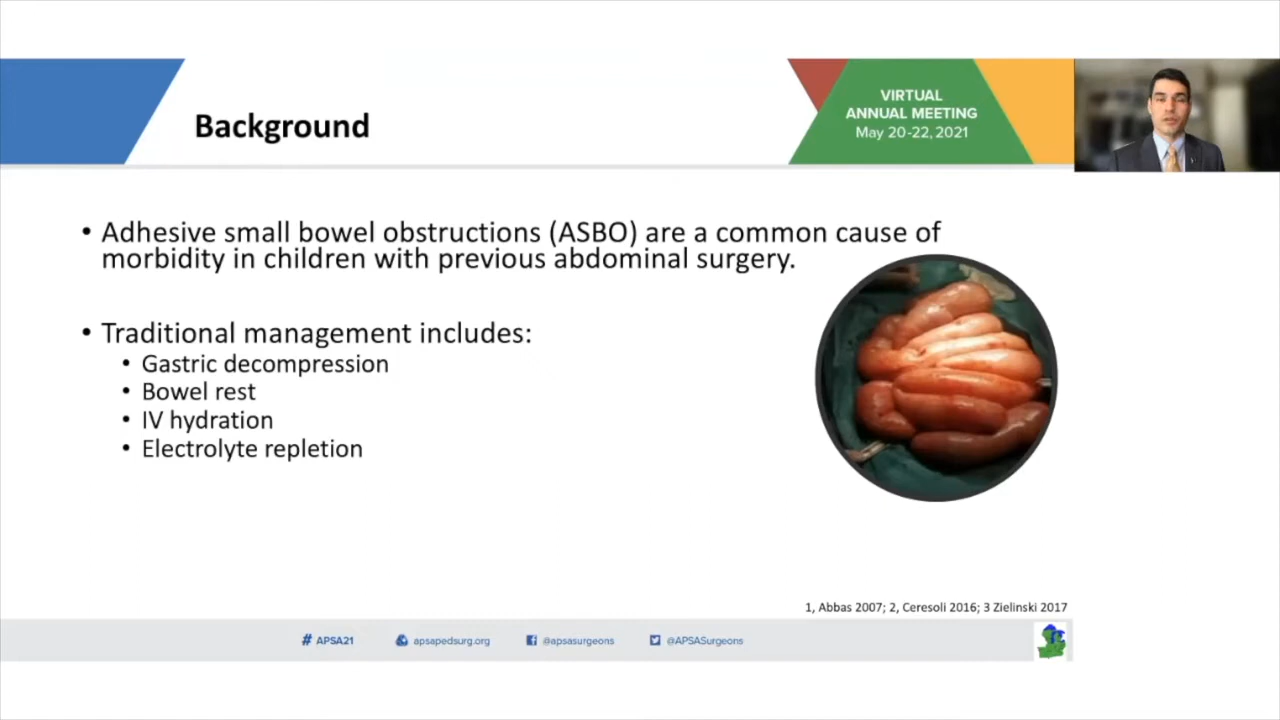 Background
VIRTUAL
ANNUAL MEETING
May 20-22, 2021
• Adhesive small bowel obstructions (ASBO) are a common cause of
morbidity in children with previous abdominal surgery.
• Traditional management includes:
• Gastric decompression
• Bowel rest
• IV hydration
• Electrolyte repletion
1, Abbas 2007; 2, Ceresoli 2016; 3 Zielinski 2017
# APSA21
apsapedsurg.org
@apsasurgeons
@APSASurgeons